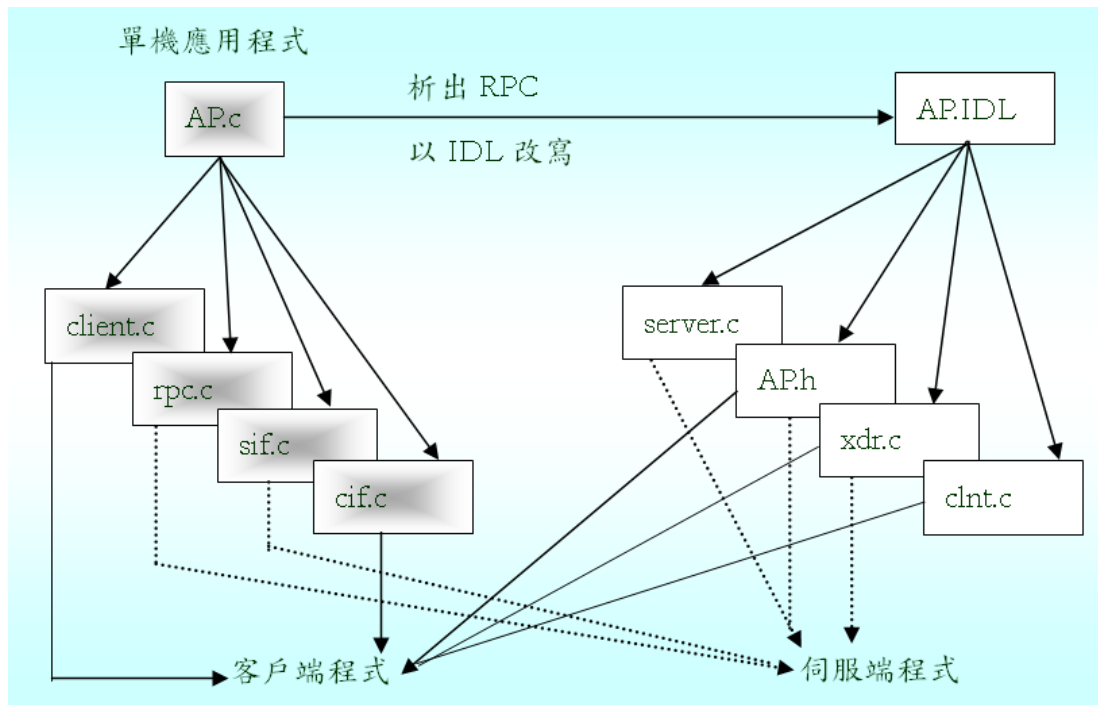 單機應用程式
析出 RPC
AP.c
AP.IDL
以 IDL 改寫
client.c
server.c
rpc.c
AP.h
sif.c
xdr.c
cif.c
clnt.c
客戶端程式
伺服端程式